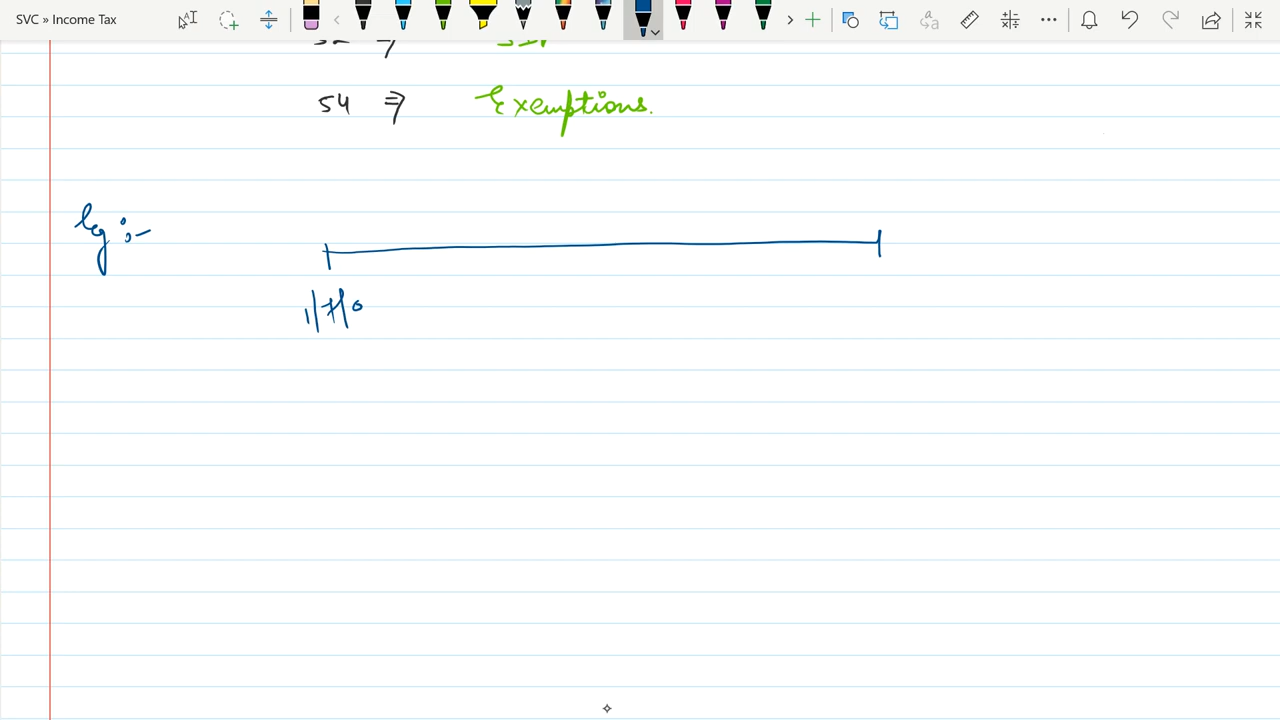 SVC » Income Tax
54 ⇒ Exemptions.
Eg :-
1/7/0